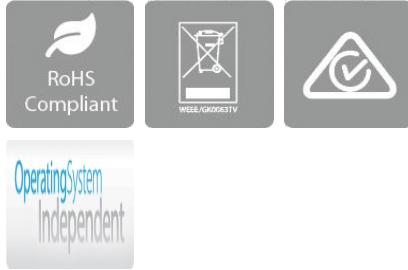 RoHS
Compliant
WEEE/GK0063TV
OperatingSystem
Independent